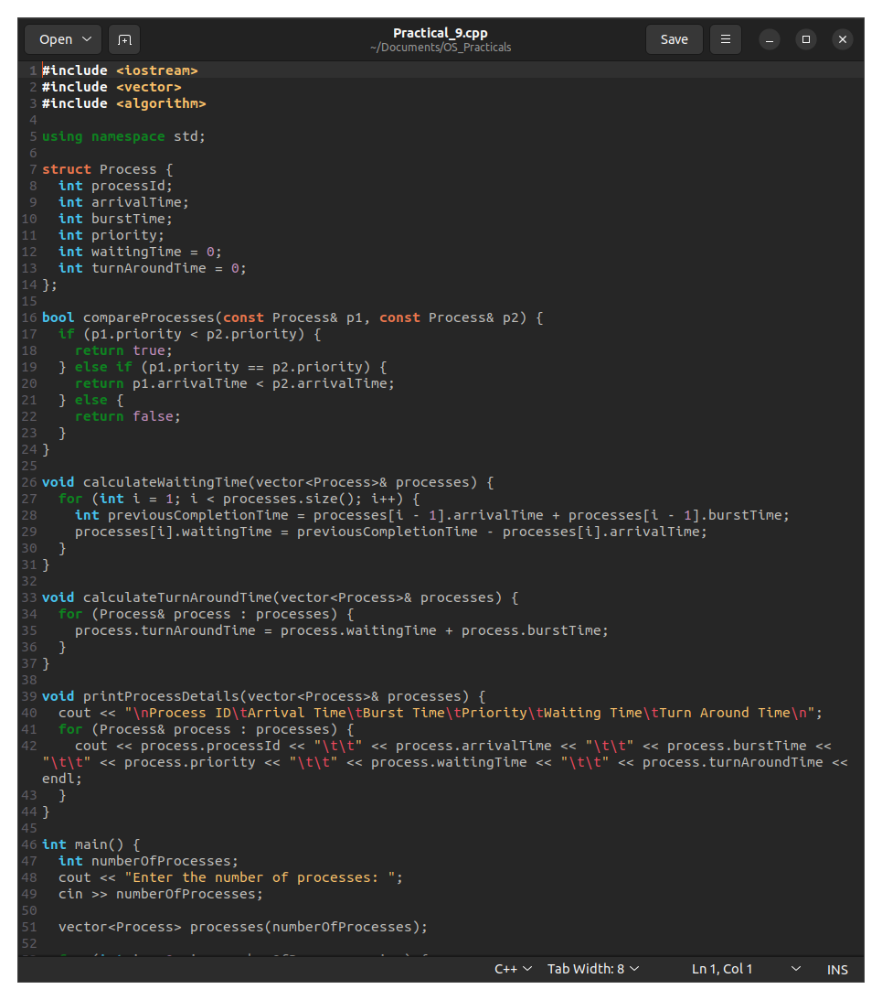 Open
Practical_9.cpp
~/Documents/OS_Practicals
Save
1 #include <iostream>
2 #include <vector>
3 #include <algorithm>
4
5 using namespace std;
6
7 struct Process {
8   int processId;
9   int arrivalTime;
10   int burstTime;
11   int priority;
12   int waitingTime = 0;
13   int turnAroundTime = 0;
14 };
15
16 bool compareProcesses(const Process& p1, const Process& p2) {
17   if (p1.priority < p2.priority) {
18     return true;
19   } else if (p1.priority == p2.priority) {
20     return p1.arrivalTime < p2.arrivalTime;
21   } else {
22     return false;
23   }
24 }
25
26 void calculateWaitingTime(vector<Process>& processes) {
27   for (int i = 1; i < processes.size(); i++) {
28     int previousCompletionTime = processes[i - 1].arrivalTime + processes[i - 1].burstTime;
29     processes[i].waitingTime = previousCompletionTime - processes[i].arrivalTime;
30   }
31 }
32
33 void calculateTurnAroundTime(vector<Process>& processes) {
34   for (Process& process : processes) {
35     process.turnAroundTime = process.waitingTime + process.burstTime;
36   }
37 }
38
39 void printProcessDetails(vector<Process>& processes) {
40   cout << "\nProcess ID\tArrival Time\tBurst Time\tPriority\tWaiting Time\tTurn Around Time\n";
41   for (Process& process : processes) {
42     cout << process.processId << "\t\t" << process.arrivalTime << "\t\t" << process.burstTime <<
"\t\t" << process.priority << "\t\t" << process.waitingTime << "\t\t" << process.turnAroundTime <<
endl;
43   }
44 }
45
46 int main() {
47   int numberOfProcesses;
48   cout << "Enter the number of processes: ";
49   cin >> numberOfProcesses;
50
51   vector<Process> processes(numberOfProcesses);
52
C++ Tab Width: 8 Ln 1, Col 1 INS